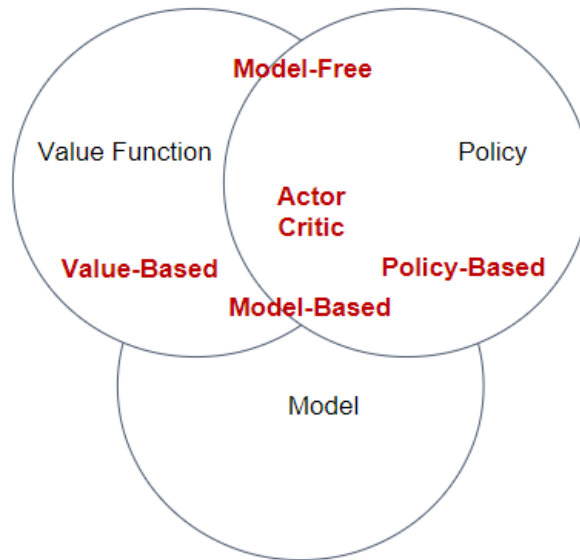 Model-Free
Value Function
Policy
Actor
Critic
Value-Based
Policy-Based
Model-Based
Model